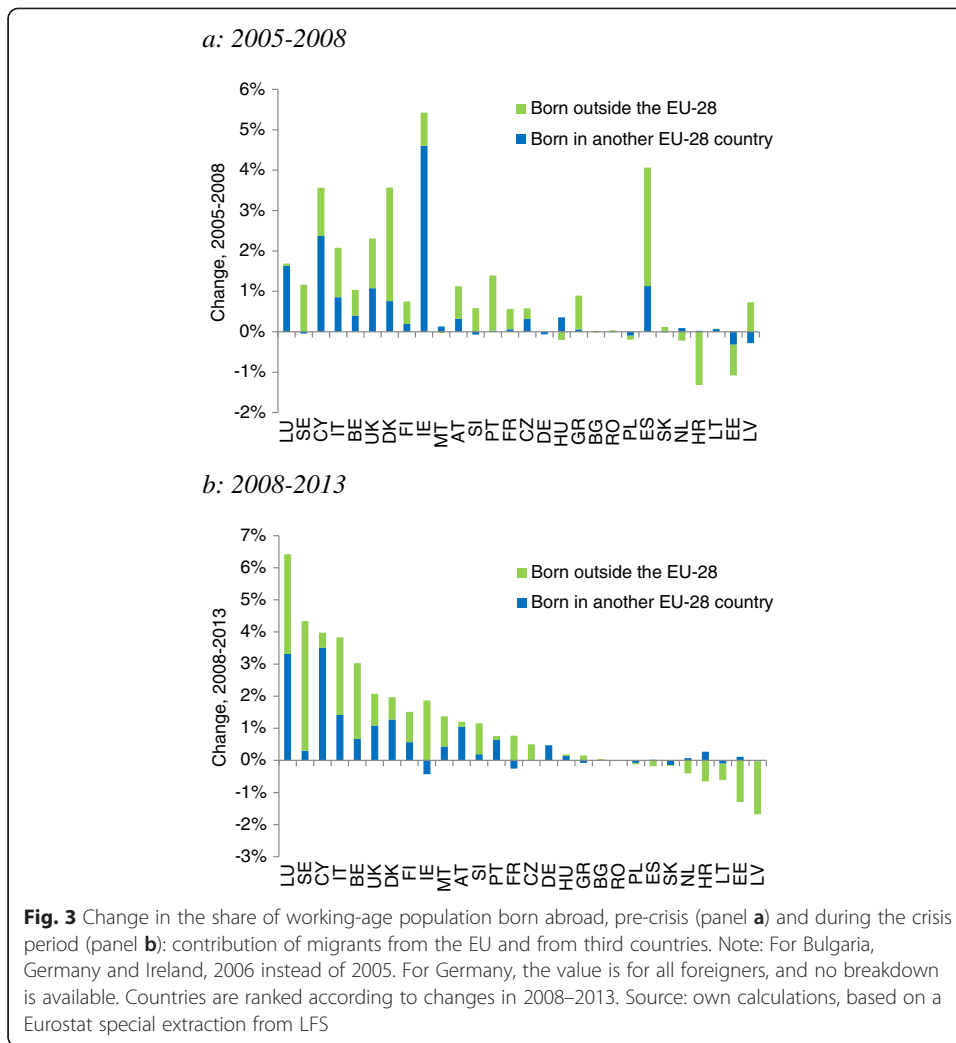 a: 2005-2008
6%
5%
4%
3%
2%
1%
0%
-1%
-2%
Change, 2005-2008
Born outside the EU-28
Born in another EU-28 country
LU SE CY IT BE UK DK FI IE MT AT SI PT FR CZ DE HU GR BG RO PL ES SK NL HR LT EE LV
b: 2008-2013
7%
6%
5%
4%
3%
2%
1%
0%
-1%
-2%
-3%
Change, 2008-2013
Born outside the EU-28
Born in another EU-28 country
LU SE CY IT BE UK DK FI IE MT AT SI PT FR CZ DE HU GR BG RO PL ES SK NL HR LT EE LV
Fig. 3 Change in the share of working-age population born abroad, pre-crisis (panel a) and during the crisis
period (panel b): contribution of migrants from the EU and from third countries. Note: For Bulgaria,
Germany and Ireland, 2006 instead of 2005. For Germany, the value is for all foreigners, and no breakdown
is available. Countries are ranked according to changes in 2008–2013. Source: own calculations, based on a
Eurostat special extraction from LFS